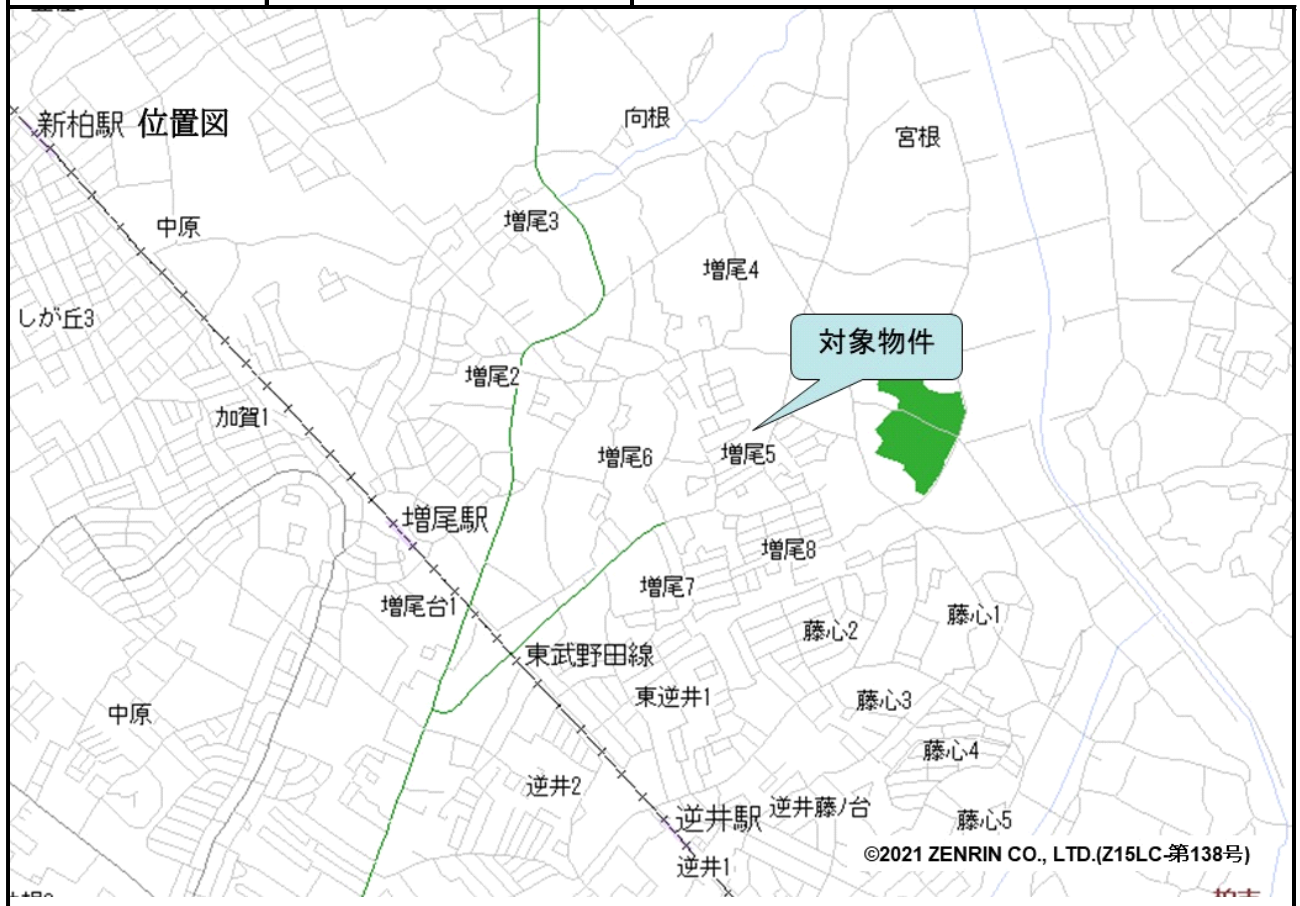 新柏駅 位置図
向根
宮根
中原
増尾3
増尾4
しが丘3
対象物件
増尾2
加賀1
増尾6
増尾5
増尾駅
増尾8
増尾7
増尾台1
藤心1
藤心2
東武野田線
東逆井1
藤心3
中原
藤心4
逆井2
逆井藤ノ台
逆井駅
藤心5
©2021 ZENRIN CO., LTD.(Z15LC-第138号)
逆井1